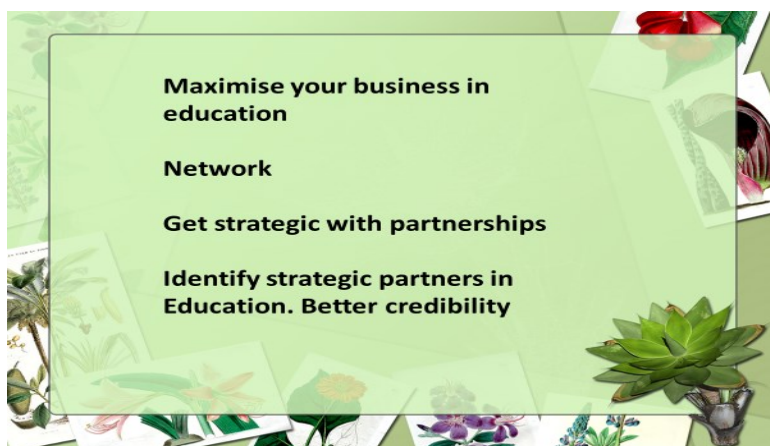 Maximise your business in
education
Network
Get strategic with partnerships
Identify strategic partners in
Education. Better credibility